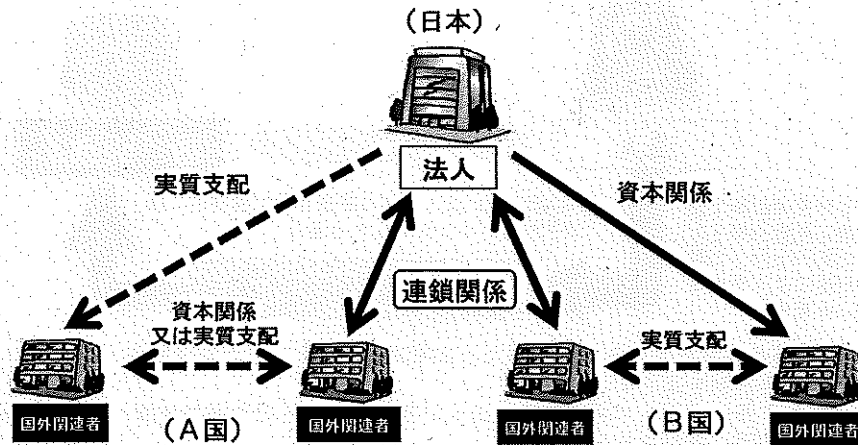 (日本)
法人
実質支配
資本関係
連鎖関係
資本関係
又は実質支配
実質支配
国外関連者
(A国)
国外関連者
国外関連者
(B国)
国外関連者